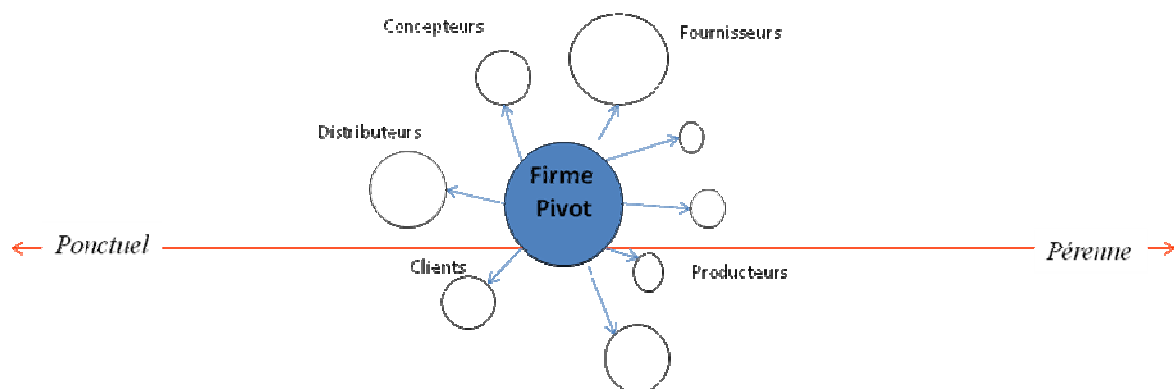 Concepteurs
Fournisseurs
Distributeurs
Firme
Pivot
Ponctuel
Pérenne
Clients
Producteurs